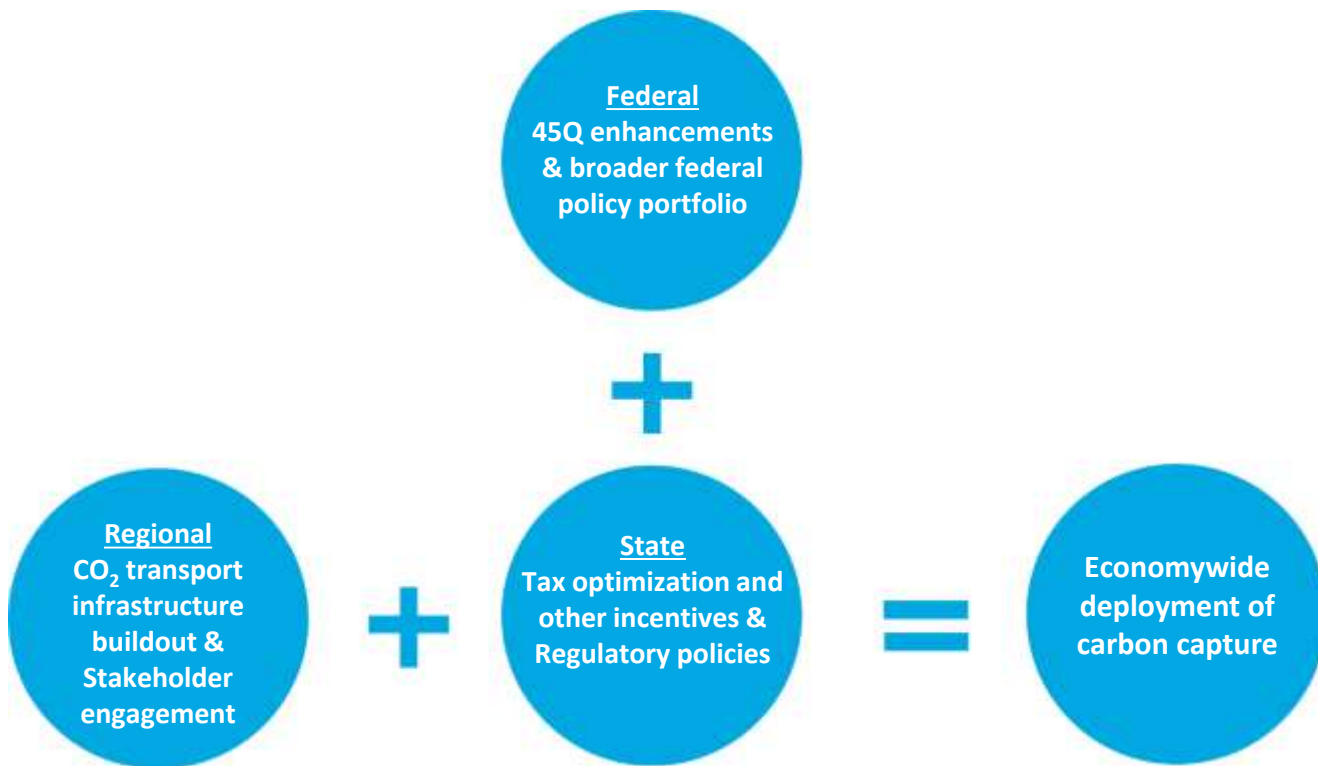 Federal
45Q enhancements
& broader federal
policy portfolio
+
Regional
CO₂ transport
infrastructure
buildout &
Stakeholder
engagement
+
State
Tax optimization and
other incentives &
Regulatory policies
=
Economywide
deployment of
carbon capture